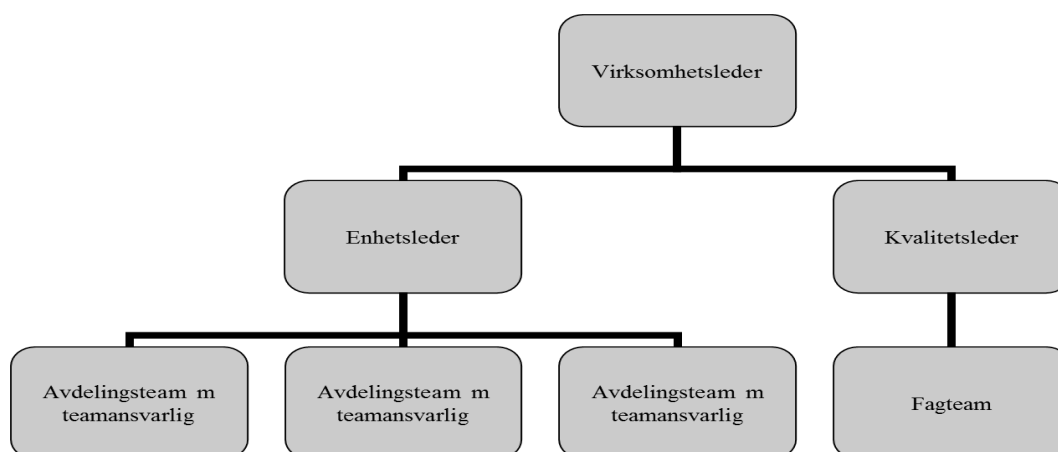 Virksomhetsleder
Enhetsleder
Kvalitetsleder
Avdelingsteam m
teamansvarlig
Avdelingsteam m
teamansvarlig
Avdelingsteam m
teamansvarlig
Fagteam